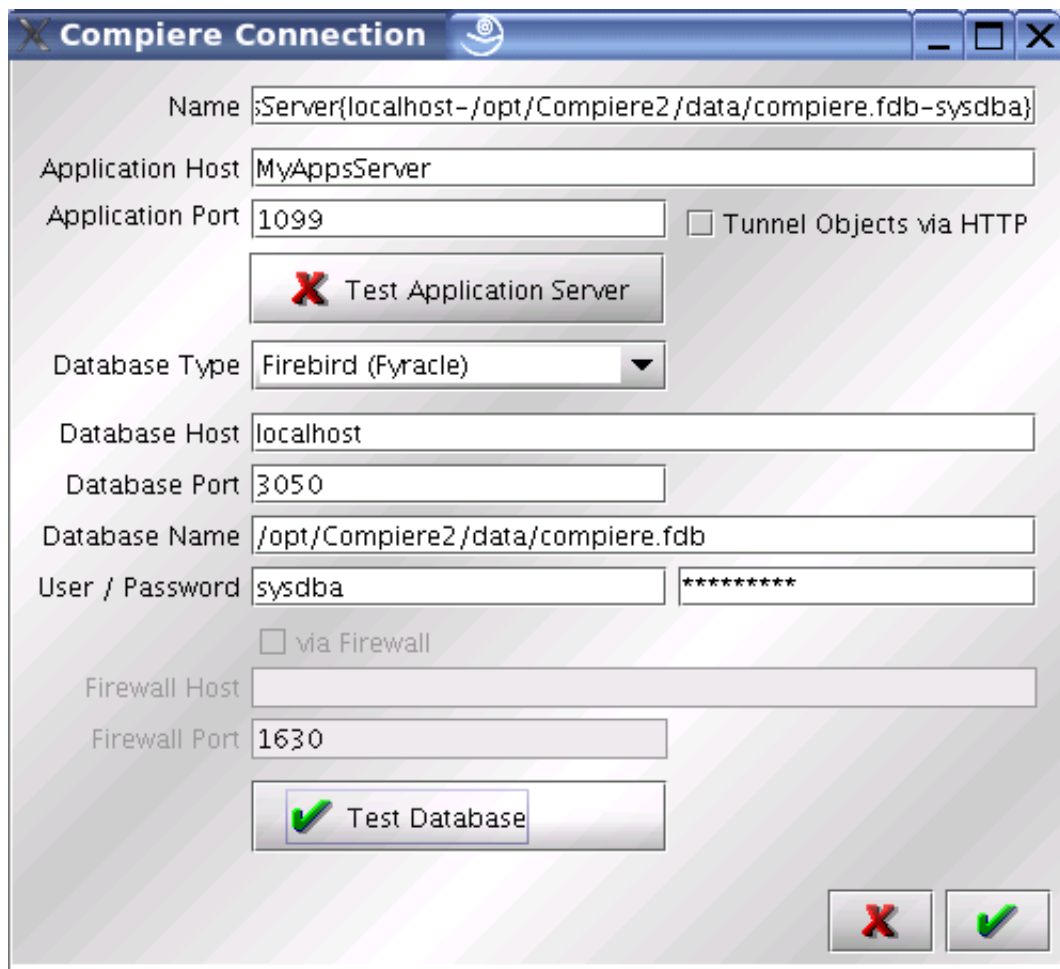 Compiere Connection
Name sServer{localhost-/opt/Compiere2/data/compiere.fdb-sysdba}
Application Host MyAppsServer
Application Port 1099 Tunnel Objects via HTTP
Test Application Server
Database Type Firebird (Fyracle)
Database Host localhost
Database Port 3050
Database Name /opt/Compiere2/data/compiere.fdb
User / Password sysdba *********
via Firewall
Firewall Host
Firewall Port 1630
Test Database